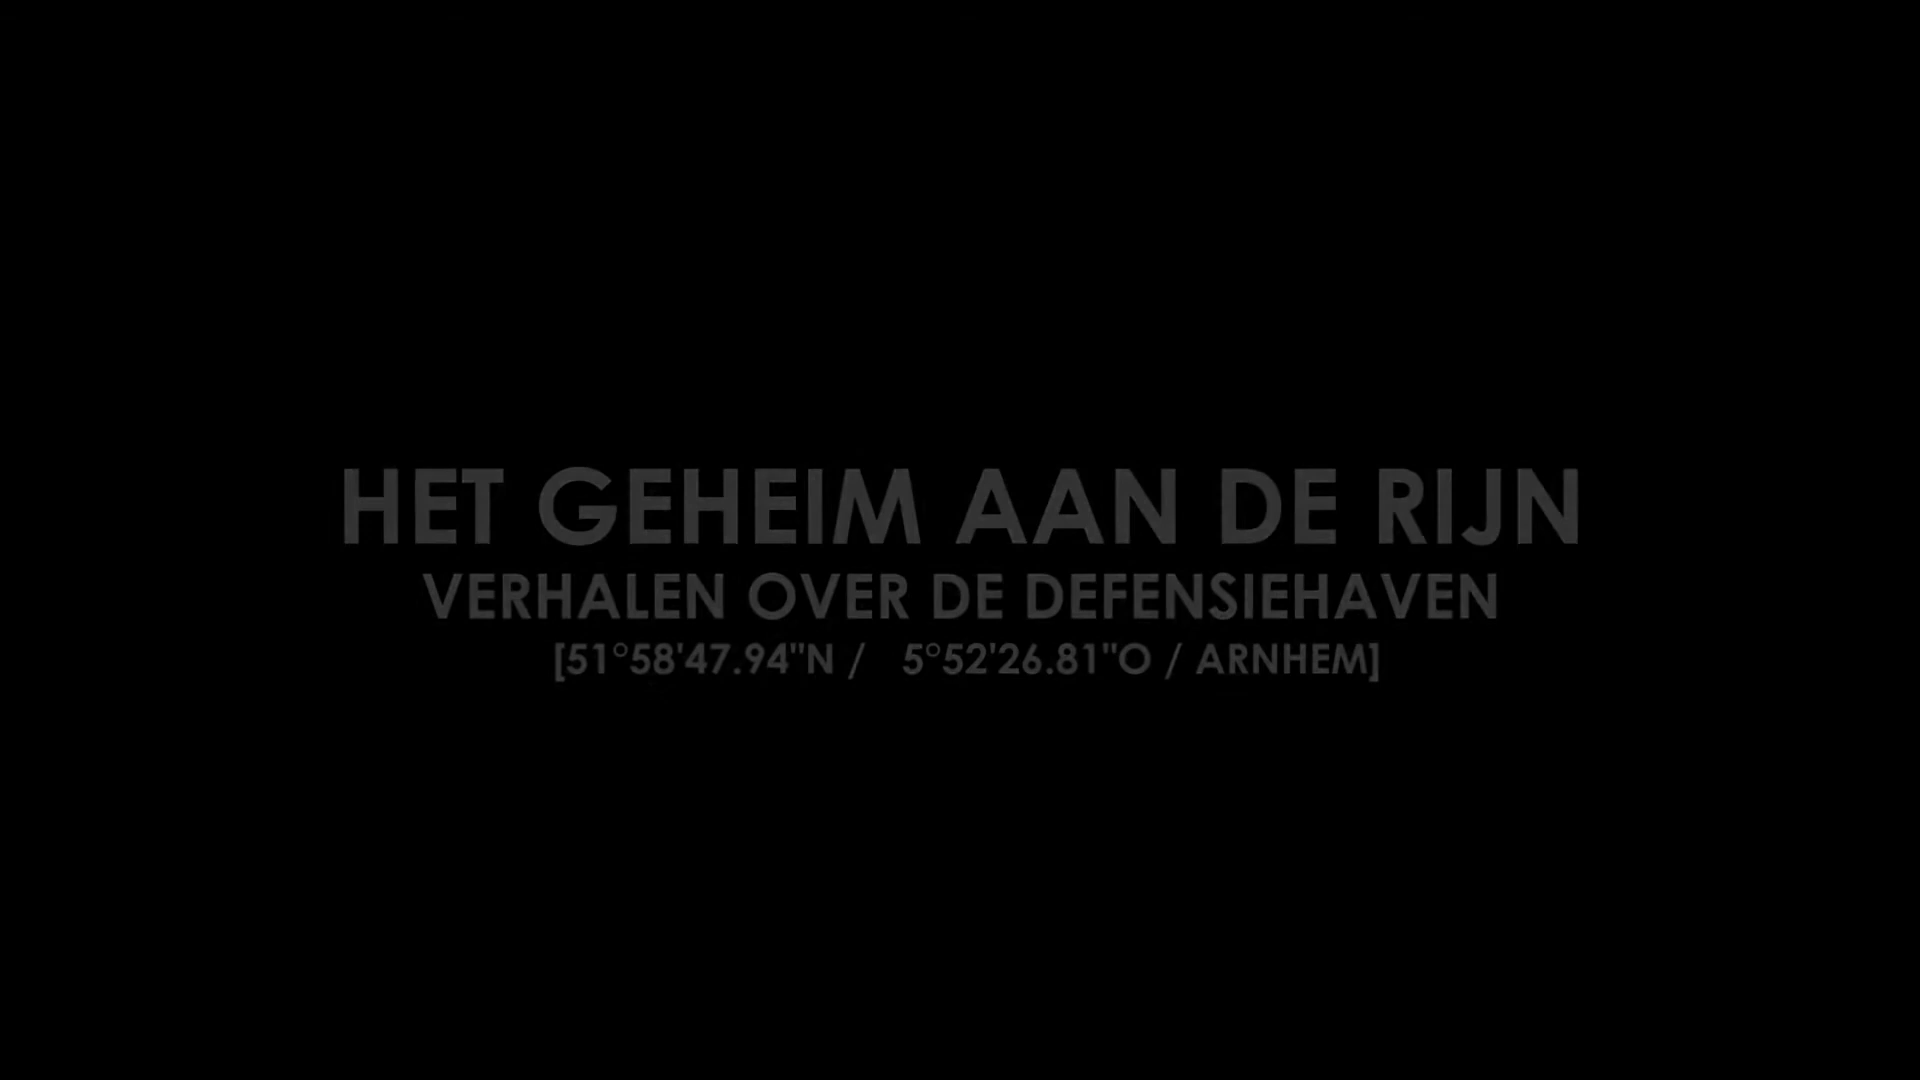 HET GEHEIM AAN DE RIJN
VERHALEN OVER DE DEFENSIEHAVEN
[51°58'47.94"N /   5°52'26.81"O / ARNHEM]